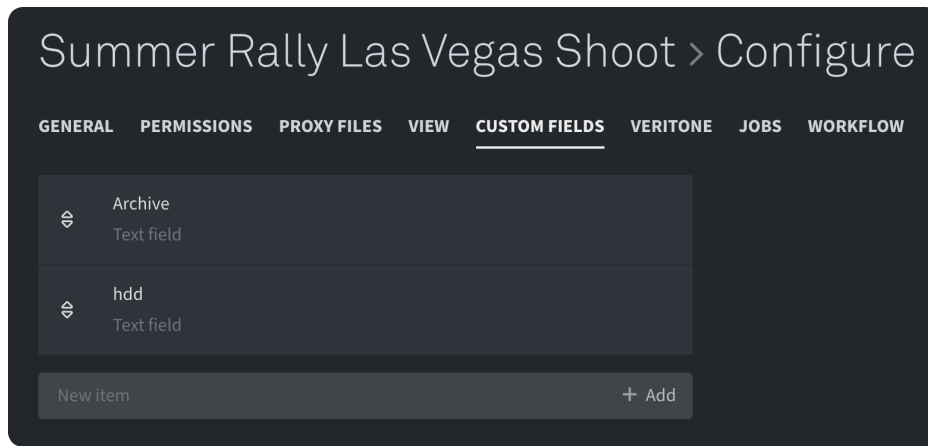 Summer Rally Las Vegas Shoot > Configure
GENERAL PERMISSIONS PROXY FILES VIEW CUSTOM FIELDS VERITONE JOBS WORKFLOW
Archive
Text field
hdd
Text field
New item + Add